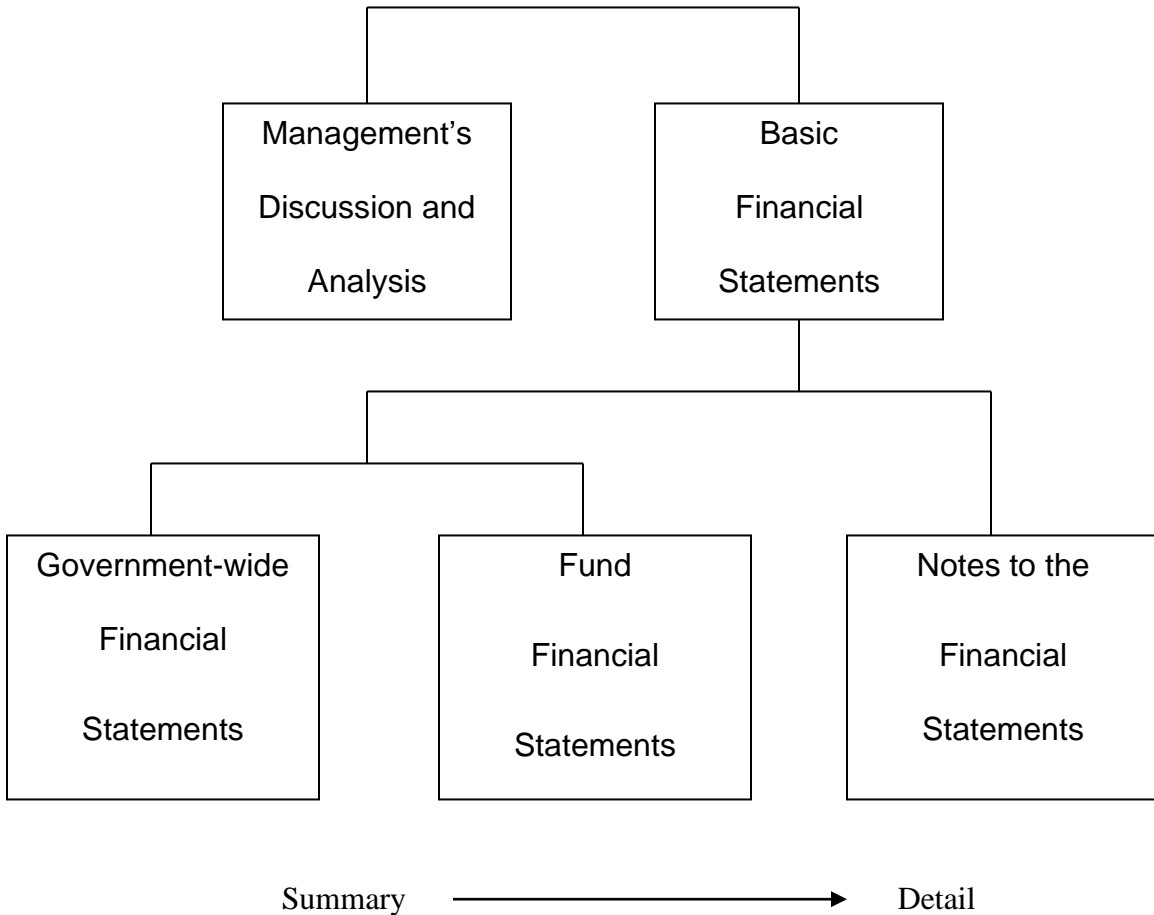 Management’s
Discussion and
Analysis
Basic
Financial
Statements
Government-wide
Financial
Statements
Fund
Financial
Statements
Notes to the
Financial
Statements
Summary
Detail